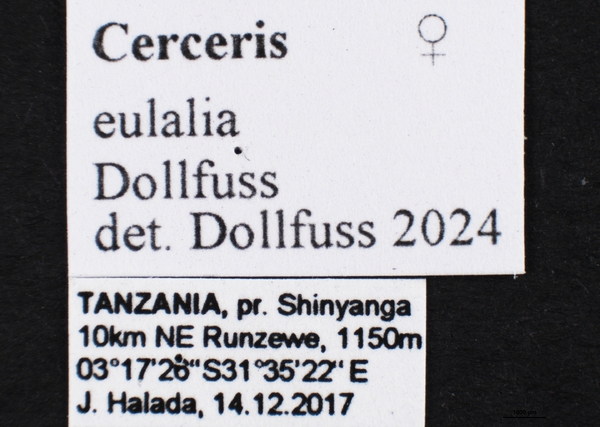 Cerceris ♀
eulalia
Dollfuss
det. Dollfuss 2024
TANZANIA, pr. Shinyanga
10km NE Runzewe, 1150m
03°17'26"S31°35'22" E
J. Halada, 14.12.2017